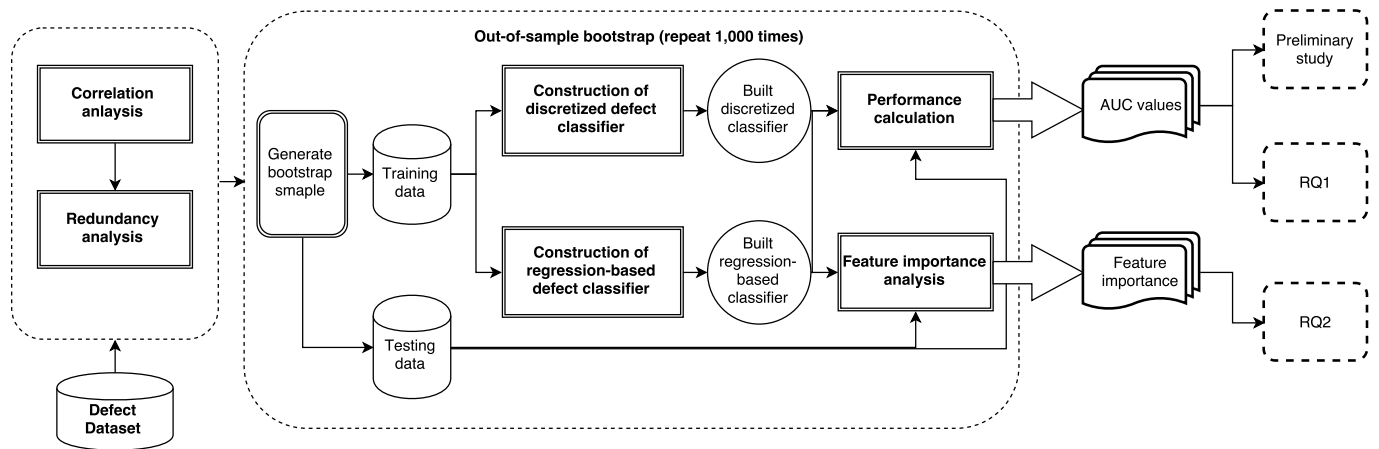 Out-of-sample bootstrap (repeat 1,000 times)
Correlation
anlaysis
Redundancy
analysis
Defect
Dataset
Generate
bootstrap
smaple
Training
data
Testing
data
Construction of
discretized defect
classifier
Construction of
regression-based
defect classifier
Built
discretized
classifier
Built
regression-
based
classifier
Performance
calculation
Feature importance
analysis
AUC values
Feature
importance
Preliminary
study
RQ1
RQ2